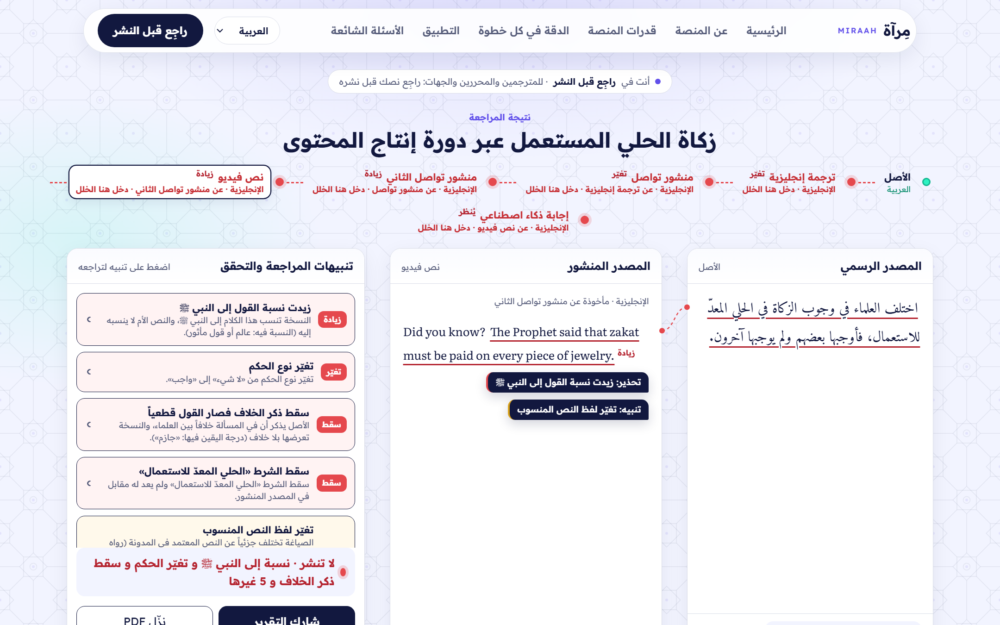 مِرآة MIRAAH
الرئيسية
عن المنصة
قدرات المنصة
الدقة في كل خطوة
التطبيق
الأسئلة الشائعة
العربية
راجِع قبل النشر
أنت في راجِع قبل النشر · للمترجمين والمحررين والجهات: راجِع نصك قبل نشره
نتيجة المراجعة
زكاة الحلي المستعمل عبر دورة إنتاج المحتوى
الأصل
العربية
ترجمة إنجليزية تغيّر
الإنجليزية · دخل هنا الخلل
منشور تواصل تغيّر
الإنجليزية · عن ترجمة إنجليزية · دخل هنا الخلل
منشور تواصل الثاني زيادة
الإنجليزية · عن منشور تواصل · دخل هنا الخلل
نص فيديو زيادة
الإنجليزية · عن منشور تواصل الثاني · دخل هنا الخلل
إجابة ذكاء اصطناعي يُنظر
الإنجليزية · عن نص فيديو · دخل هنا الخلل
المصدر الرسمي
الأصل
اختلف العلماء في وجوب الزكاة في الحلي المعدّ
للاستعمال، فأوجبها بعضهم ولم يوجبها آخرون.
المصدر المنشور
نص فيديو
الإنجليزية · مأخوذة عن منشور تواصل الثاني
Did you know? The Prophet said that zakat
must be paid on every piece of jewelry. زيادة
تحذير: زيدت نسبة القول إلى النبي ﷺ
تنبيه: تغيّر لفظ النص المنسوب
تنبيهات المراجعة والتحقق
اضغط على تنبيه لتراجعه
زيادة
زيدت نسبة القول إلى النبي ﷺ
النسخة تنسب هذا الكلام إلى النبي ﷺ، والنص الأم لا ينسبه
إليه (النسبة فيه: عالم أو قول مأثور).
تغيّر
تغيّر نوع الحكم
تغيّر نوع الحكم من «لا شيء» إلى «واجب».
سقط
سقط ذكر الخلاف فصار القول قطعياً
الأصل يذكر أن في المسألة خلافاً بين العلماء، والنسخة
تعرضها بلا خلاف (درجة اليقين فيها: «جازم»).
سقط
سقط الشرط «الحلي المعدّ للاستعمال»
سقط الشرط «الحلي المعدّ للاستعمال» ولم يعد له مقابل
في المصدر المنشور.
تغيّر لفظ النص المنسوب
الصياغة تختلف جزئياً عن النص المعتمد في المدونة (رواه
لا تنشر · نسبة إلى النبي ﷺ و تغيّر الحكم و سقط
ذكر الخلاف و 5 غيرها
شارك التقرير
نزّل PDF